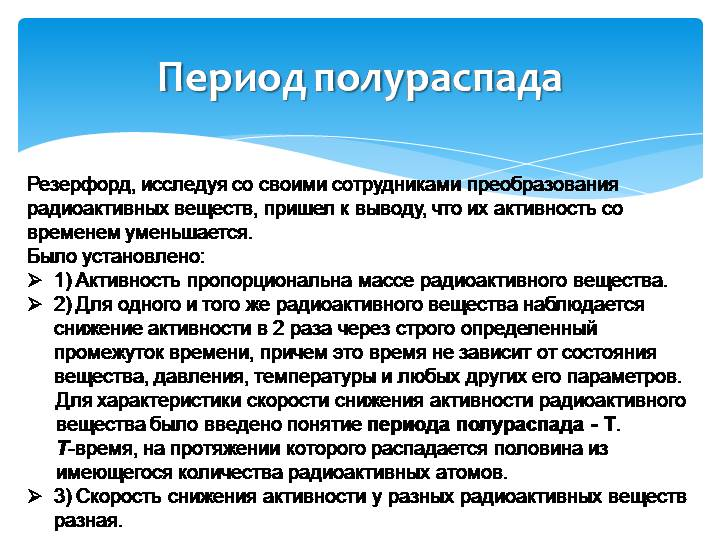 Период полураспада
Резерфорд, исследуя со своими сотрудниками преобразования
радиоактивных веществ, пришел к выводу, что их активность со
временем уменьшается.
Было установлено:
➢ 1) Активность пропорциональна массе радиоактивного вещества.
➢ 2) Для одного и того же радиоактивного вещества наблюдается
снижение активности в 2 раза через строго определенный
промежуток времени, причем это время не зависит от состояния
вещества, давления, температуры и любых других его параметров.
Для характеристики скорости снижения активности радиоактивного
вещества было введено понятие периода полураспада - Т.
Т-время, на протяжении которого распадается половина из
имеющегося количества радиоактивных атомов.
➢ 3) Скорость снижения активности у разных радиоактивных веществ
разная.